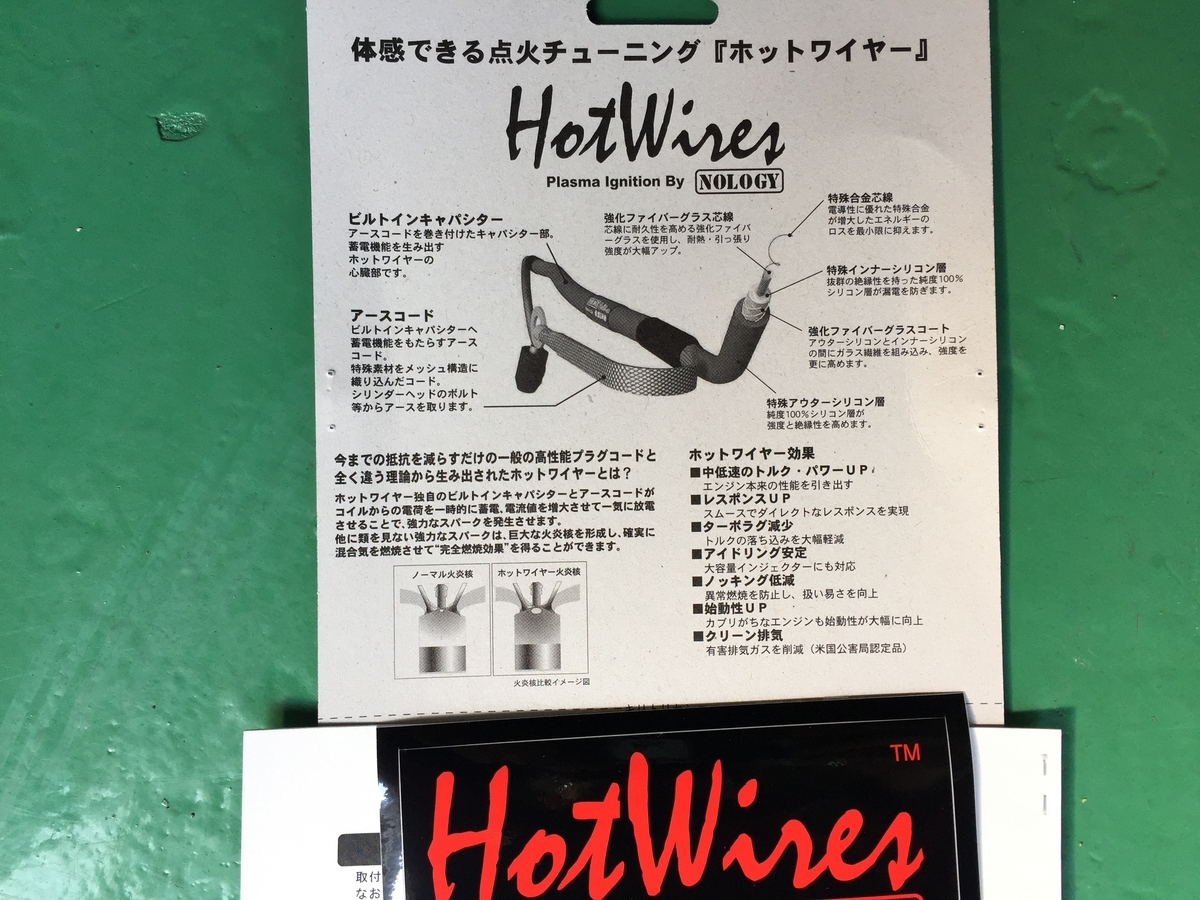 体感できる点火チューニング『ホットワイヤー』
HotWires
Plasma Ignition By NOLOGY
ビルトインキャパシター
アースコードを巻き付けたキャパシター部。
蓄電機能を生み出す
ホットワイヤーの
心臓部です。
強化ファイバーグラス芯線
芯線に耐久性を高める強化ファイバ
ーグラスを使用し、耐熱・引っ張り
強度が大幅アップ。
特殊合金芯線
電導性に優れた特殊合金
が増大したエネルギーの
ロスを最小限に抑えます。
特殊インナーシリコン層
抜群の絶縁性を持った純度100%
シリコン層が漏電を防ぎます。
アースコード
ビルトインキャパシターへ
蓄電機能をもたらすアース
コード。
特殊素材をメッシュ構造に
織り込んだコード。
シリンダーヘッドのボルト
等からアースを取ります。
強化ファイバーグラスコート
アウターシリコンとインナーシリコン
の間にガラス繊維を組み込み、強度を
更に高めます。
特殊アウターシリコン層
純度100%シリコン層が
強度と絶縁性を高めます。
今までの抵抗を減らすだけの一般の高性能プラグコードと
全く違う理論から生み出されたホットワイヤーとは？
ホットワイヤー独自のビルトインキャパシターとアースコードが
コイルからの電荷を一時的に蓄電、電流値を増大させて一気に放電
させることで、強力なスパークを発生させます。
他に類を見ない強力なスパークは、巨大な火炎核を形成し、確実に
混合気を燃焼させて“完全燃焼効果”を得ることができます。
ノーマル火炎核
ホットワイヤー火炎核
火炎核比較イメージ図
ホットワイヤー効果
■中低速のトルク・パワーUP
エンジン本来の性能を引き出す
■レスポンスUP
スムースでダイレクトなレスポンスを実現
■ターボラグ減少
トルクの落ち込みを大幅軽減
■アイドリング安定
大容量インジェクターにも対応
■ノッキング低減
異常燃焼を防止し、扱い易さを向上
■始動性UP
カブリがちなエンジンも始動性が大幅に向上
■クリーン排気
有害排気ガスを削減（米国公害局認定品）
HotWires TM
取付
なお